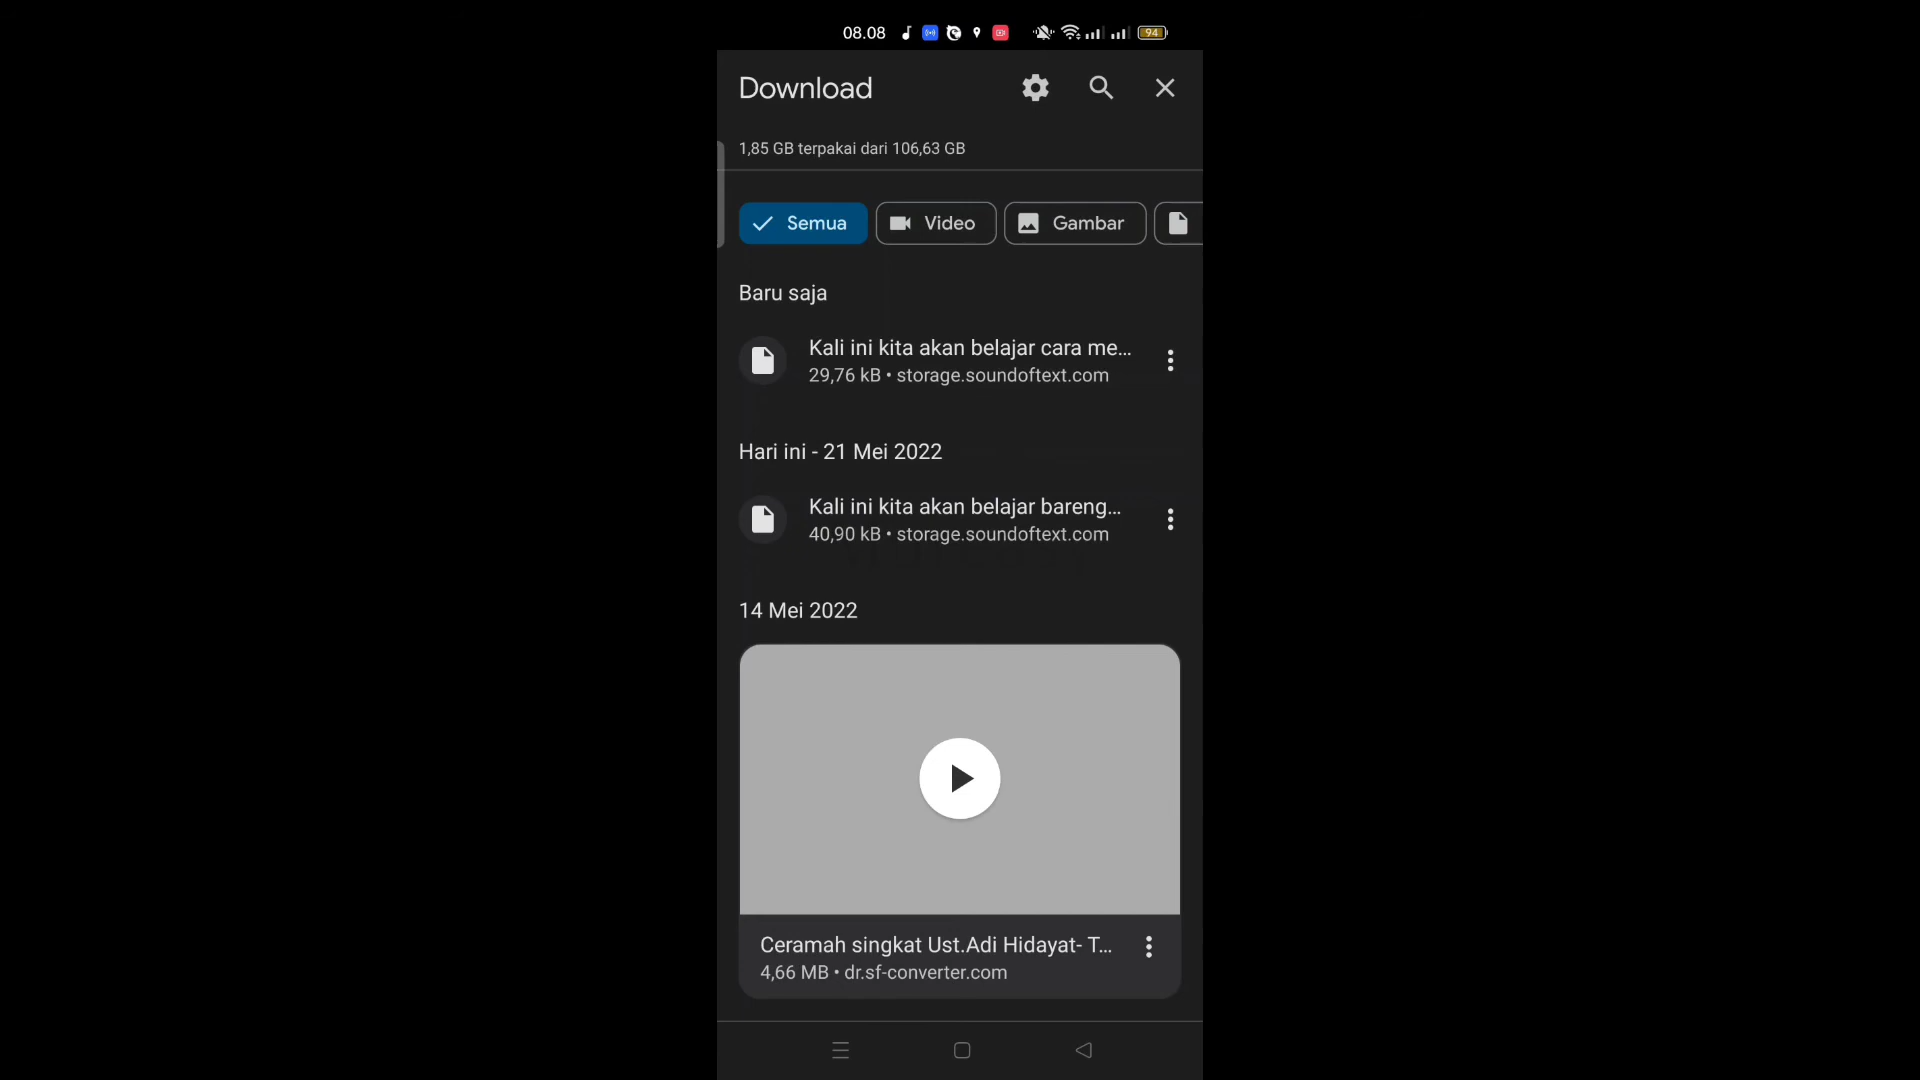 08.08
94
Download
1,85 GB terpakai dari 106,63 GB
Semua
Video
Gambar
Baru saja
Kali ini kita akan belajar cara me...
29,76 kB • storage.soundoftext.com
Hari ini - 21 Mei 2022
Kali ini kita akan belajar bareng...
40,90 kB • storage.soundoftext.com
14 Mei 2022
Ceramah singkat Ust.Adi Hidayat- T...
4,66 MB • dr.sf-converter.com